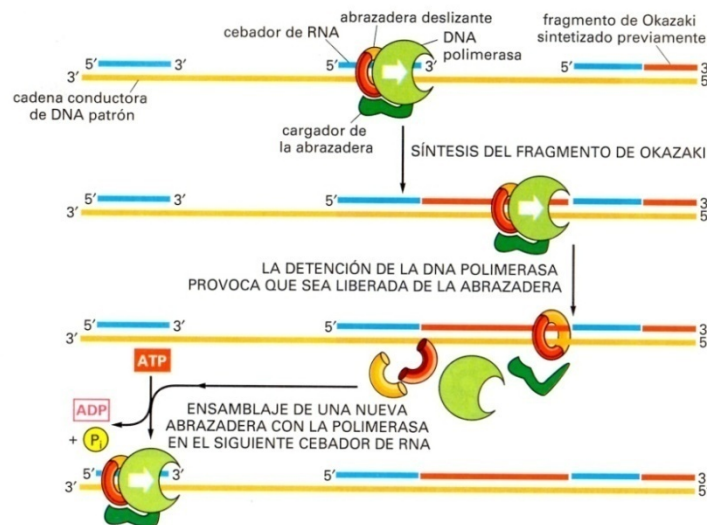 abrazadera deslizante
cebador de RNA
DNA
polimerasa
fragmento de Okazaki
sintetizado previamente
5′ 3′ 5′ 3′ 5′ 3′
3′ 5′
cadena conductora
de DNA patrón
cargador de
la abrazadera
SÍNTESIS DEL FRAGMENTO DE OKAZAKI
5′ 3′ 5′ 3′
3′ 5′
LA DETENCIÓN DE LA DNA POLIMERASA
PROVOCA QUE SEA LIBERADA DE LA ABRAZADERA
5′ 3′ 5′ 3′
3′ 5′
ATP
ADP
+ Pi
ENSAMBLAJE DE UNA NUEVA
ABRAZADERA CON LA POLIMERASA
EN EL SIGUIENTE CEBADOR DE RNA
5′ 3′ 5′ 3′
3′ 5′